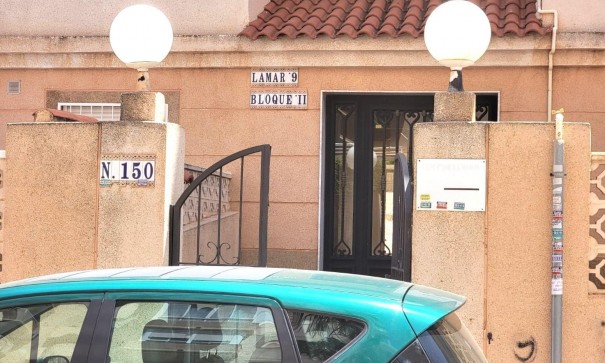 LAMAR '9
BLOQUE II
N. 150